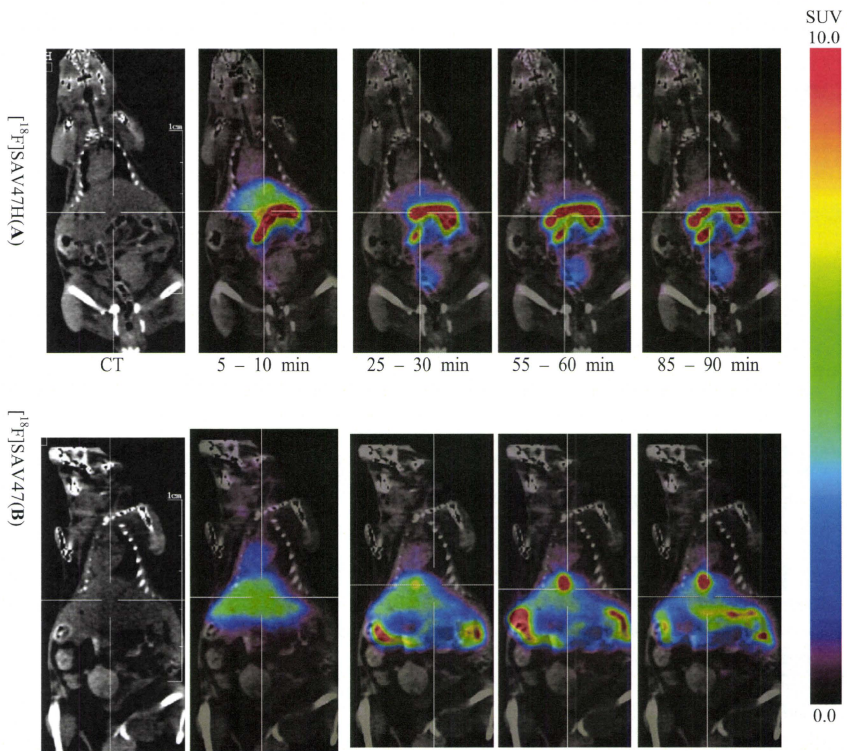 SUV
10.0
[¹⁸F]SAV47H(A)
H
1cm
CT
5 – 10 min
25 – 30 min
55 – 60 min
85 – 90 min
[¹⁸F]SAV47(B)
1cm
0.0